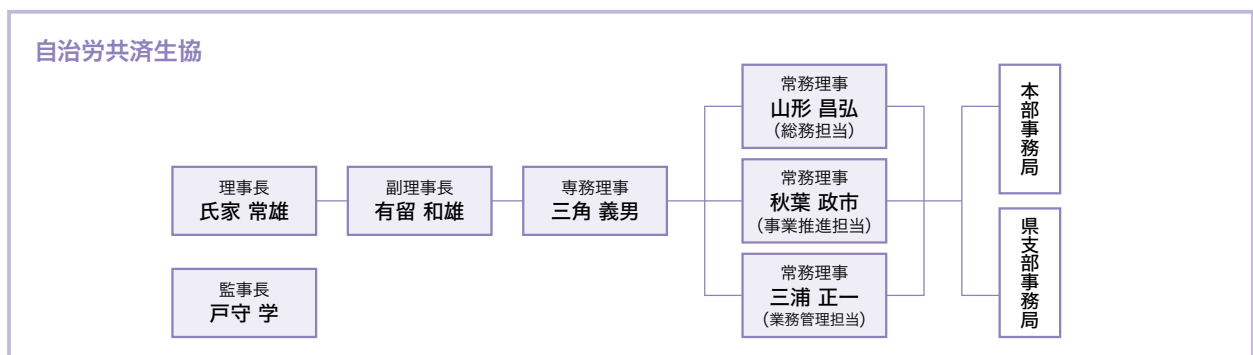 自治労共済生協
理事長
氏家 常雄
副理事長
有留 和雄
専務理事
三角 義男
常務理事
山形 昌弘
(総務担当)
常務理事
秋葉 政市
(事業推進担当)
常務理事
三浦 正一
(業務管理担当)
本部事務局
県支部事務局
監事長
戸守 学